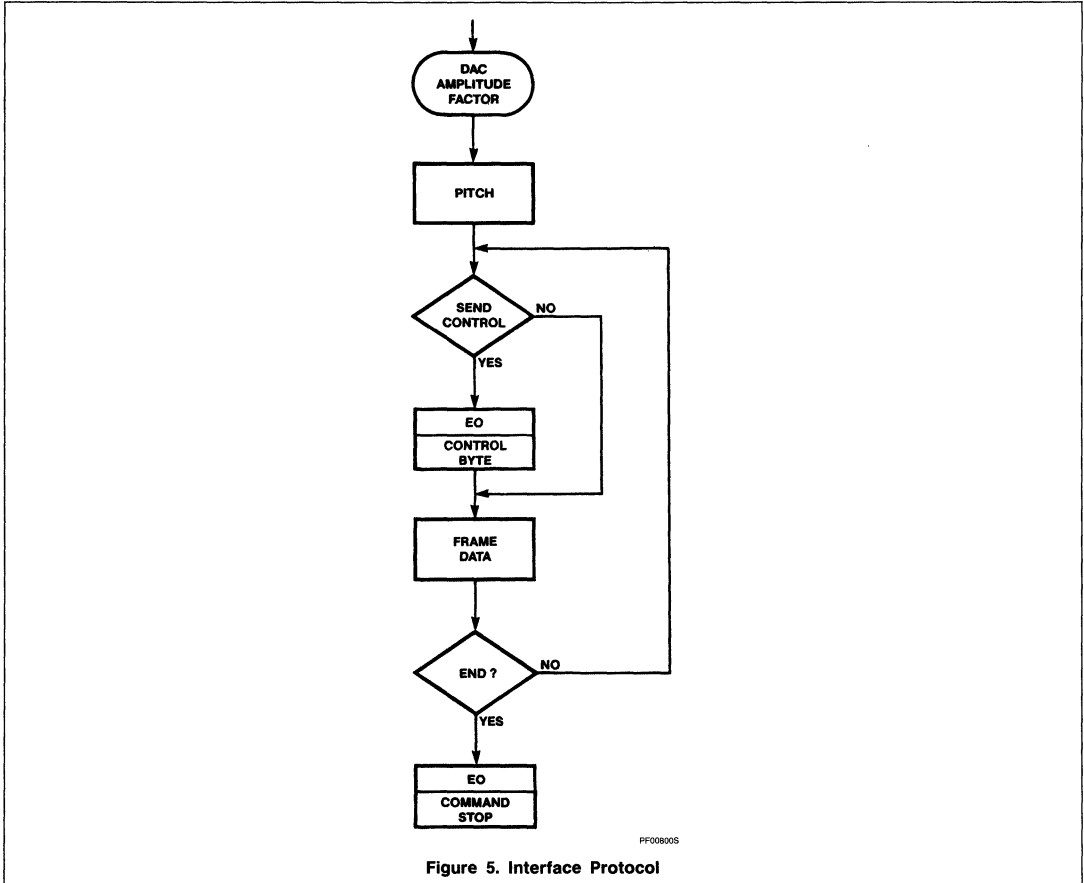 DAC
AMPLITUDE
FACTOR
PITCH
SEND
CONTROL
NO
YES
EO
CONTROL
BYTE
FRAME
DATA
END ?
NO
YES
EO
COMMAND
STOP
PF00800S
Figure 5. Interface Protocol